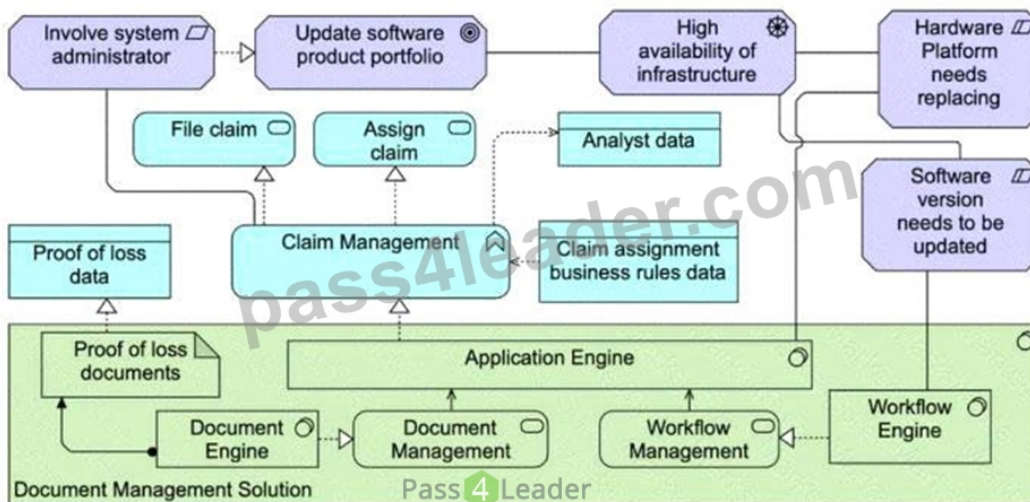 Involve system
administrator
Update software
product portfolio
High
availability of
infrastructure
Hardware
Platform
needs
replacing
File claim
Assign
claim
Analyst data
Software
version
needs to be
updated
Proof of loss
data
Claim Management
Claim assignment
business rules data
pass4leader.com
Proof of loss
documents
Application Engine
Document
Engine
Document
Management
Workflow
Management
Workflow
Engine
Document Management Solution
Pass4Leader